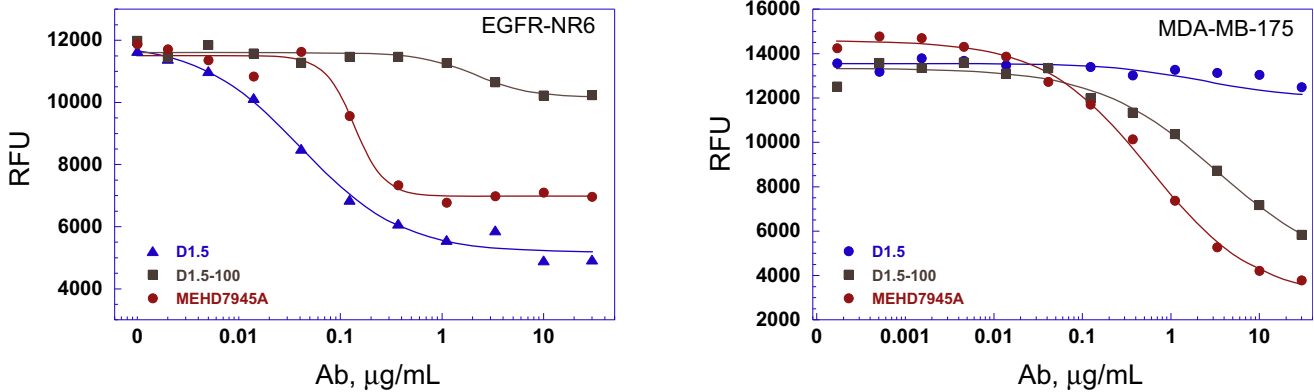 EGFR-NR6
12000
10000
8000
6000
4000
RFU
D1.5
D1.5-100
MEHD7945A
0 0.01 0.1 1 10
Ab, μg/mL
MDA-MB-175
16000
14000
12000
10000
8000
6000
4000
2000
RFU
D1.5
D1.5-100
MEHD7945A
0 0.001 0.01 0.1 1 10
Ab, μg/mL